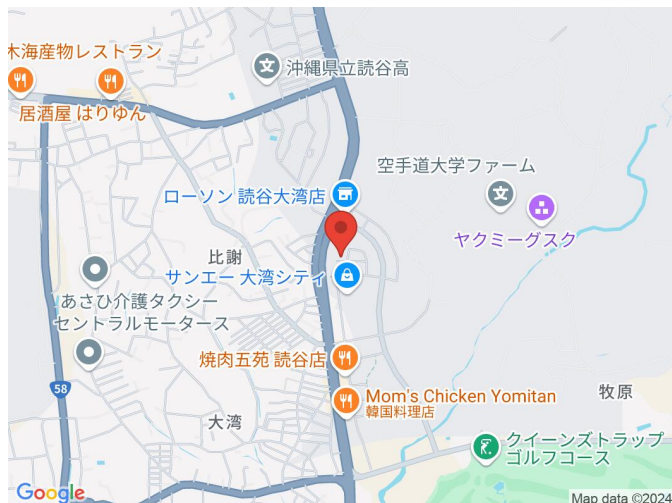 木海産物レストラン
居酒屋 はりゆん
沖縄県立読谷高
空手道大学ファーム
ローソン 読谷大湾店
ヤクミーグスク
比謝
サンエー 大湾シティ
あさひ介護タクシー
セントラルモータース
焼肉五苑 読谷店
58
Mom's Chicken Yomitan
韓国料理店
牧原
大湾
クイーンズトラップ
ゴルフコース
Google
Map data ©2024